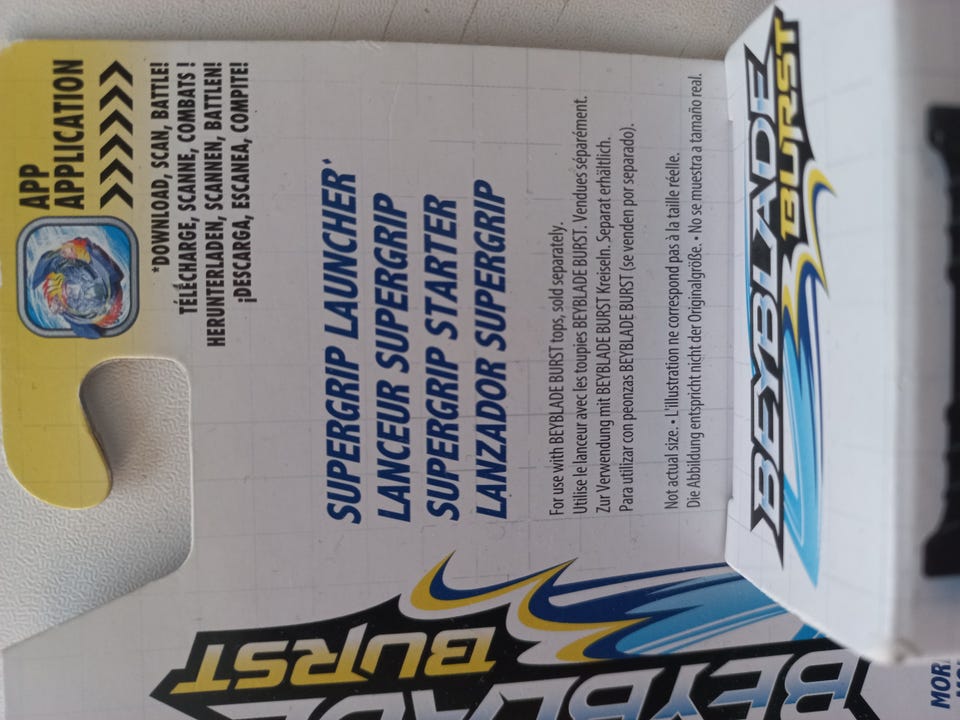 APP
APPLICATION
*DOWNLOAD, SCAN, BATTLE!
TÉLÉCHARGE, SCANNE, COMBATS !
HERUNTERLADEN, SCANNEN, BATTLEN!
¡DESCARGA, ESCANEA, COMPITE!
SUPERGRIP LAUNCHER*
LANCEUR SUPERGRIP
SUPERGRIP STARTER
LANZADOR SUPERGRIP
For use with BEYBLADE BURST tops, sold separately.
Utilise le lanceur avec les toupies BEYBLADE BURST. Vendues séparément.
Zur Verwendung mit BEYBLADE BURST Kreiseln. Separat erhältlich.
Para utilizar con peonzas BEYBLADE BURST (se venden por separado).
Not actual size. • L'illustration ne correspond pas à la taille réelle.
Die Abbildung entspricht nicht der Originalgröße. • No se muestra a tamaño real.
BEYBLADE
BURST
BEYBLADE
BURST